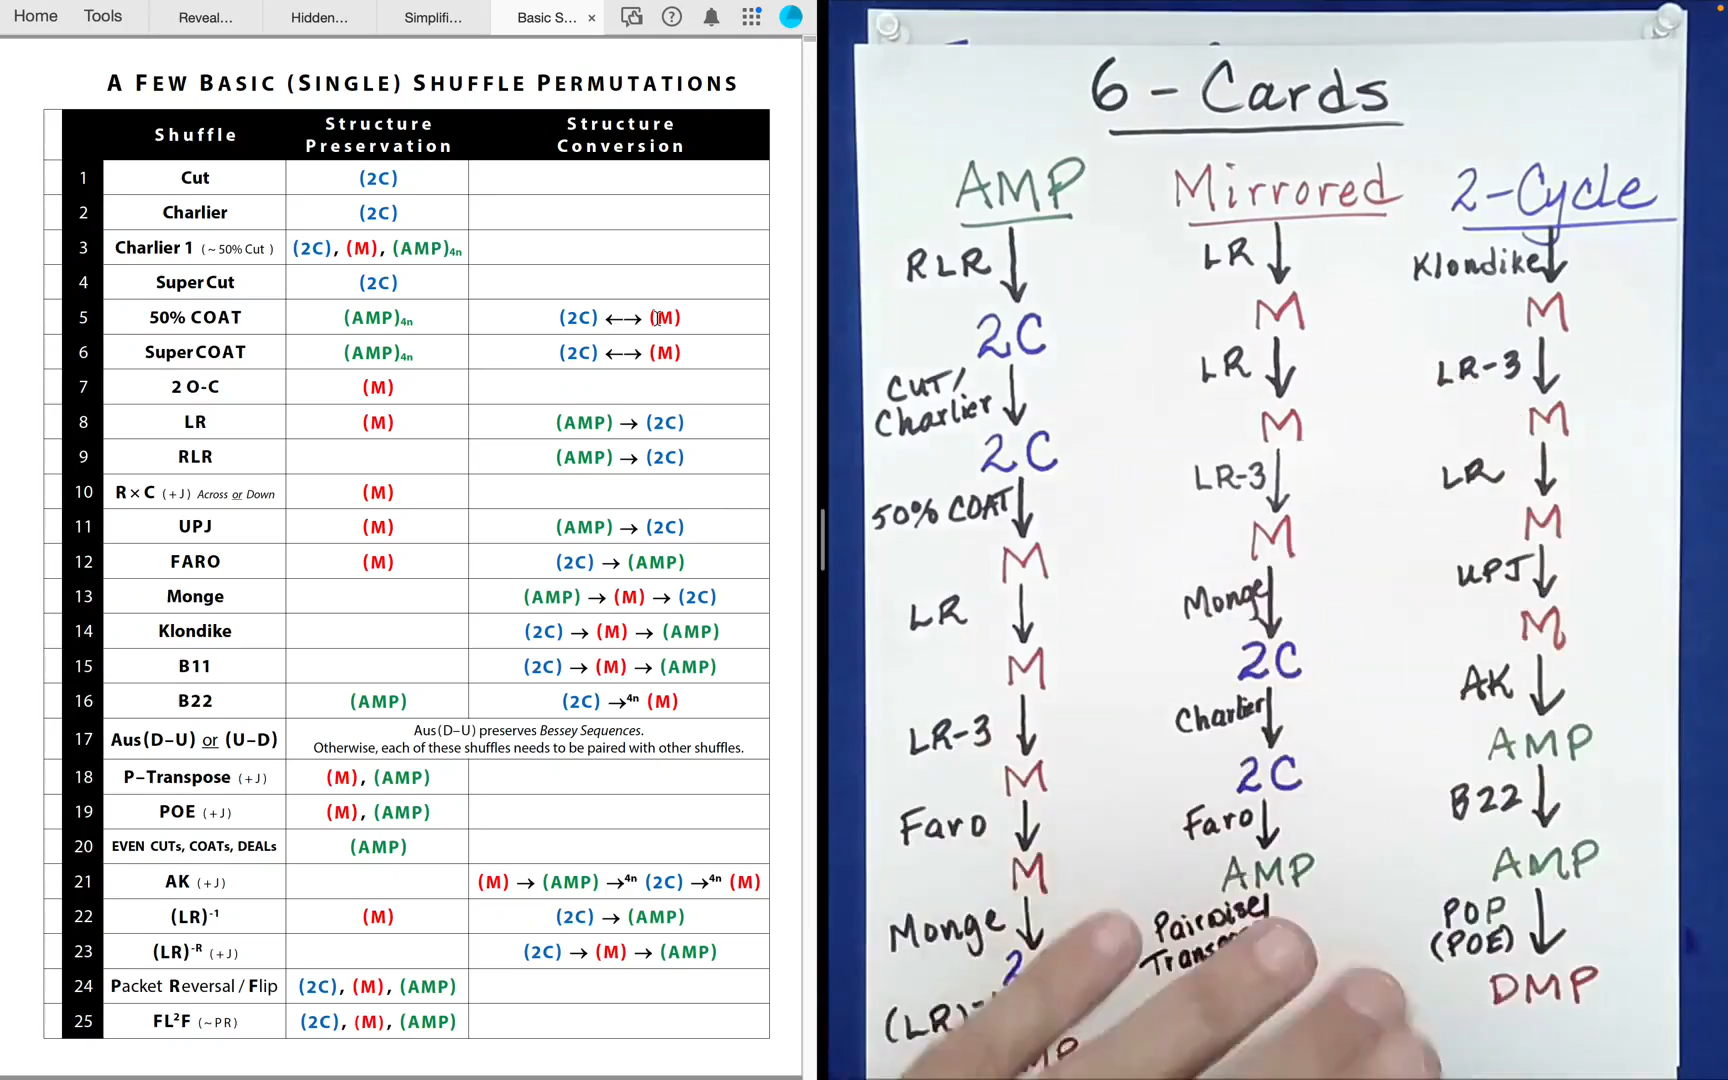 Home Tools Reveal... Hidden... Simplifi... Basic S... ×
A FEW BASIC (SINGLE) SHUFFLE PERMUTATIONS
Shuffle Structure Preservation Structure Conversion
1 Cut (2C)
2 Charlier (2C)
3 Charlier 1 (~50% Cut) (2C), (M), (AMP)4n
4 SuperCut (2C)
5 50% COAT (AMP)4n (2C) ←→ (M)
6 SuperCOAT (AMP)4n (2C) ←→ (M)
7 2 O-C (M)
8 LR (M) (AMP) → (2C)
9 RLR (AMP) → (2C)
10 R×C (+J) Across or Down (M)
11 UPJ (M) (AMP) → (2C)
12 FARO (M) (2C) → (AMP)
13 Monge (AMP) → (M) → (2C)
14 Klondike (2C) → (M) → (AMP)
15 B11 (2C) → (M) → (AMP)
16 B22 (AMP) (2C) →4n (M)
17 Aus(D–U) or (U–D) Aus(D–U) preserves Bessey Sequences.
Otherwise, each of these shuffles needs to be paired with other shuffles.
18 P–Transpose (+J) (M), (AMP)
19 POE (+J) (M), (AMP)
20 EVEN CUTs, COATs, DEALs (AMP)
21 AK (+J) (M) → (AMP) →4n (2C) →4n (M)
22 (LR)-1 (M) (2C) → (AMP)
23 (LR)-R (+J) (2C) → (M) → (AMP)
24 Packet Reversal / Flip (2C), (M), (AMP)
25 FL2F (~PR) (2C), (M), (AMP)
6 - Cards
AMP
RLR
2C
CUT/
Charlier
2C
50% COAT
M
LR
M
LR-3
M
Faro
M
Monge
(LR)
Mirrored
LR
M
LR
M
LR-3
M
Monge
2C
Charlier
2C
Faro
AMP
Pairwise
2-Cycle
Klondike
M
LR-3
M
LR
M
UPJ
M
AK
AMP
B22
AMP
POP
(POE)
DMP